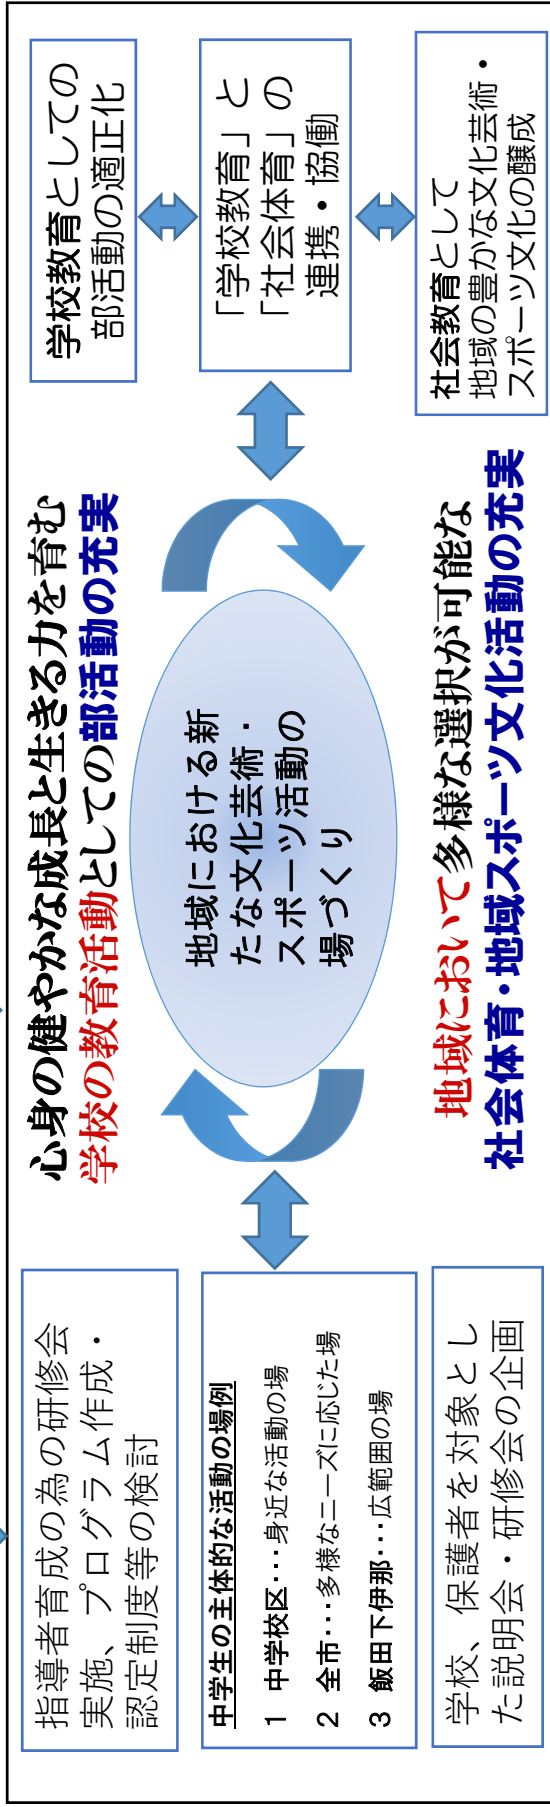 心身の健やかな成長と生きる力を育む
学校の教育活動としての部活動の充実
指導者育成の為の研修会
実施、プログラム作成・
認定制度等の検討
中学生の主体的な活動の場例
1 中学校区･･･身近な活動の場
2 全市･･･多様なニーズに応じた場
3 飯田下伊那･･･広範囲の場
学校、保護者を対象とし
た説明会・研修会の企画
地域における新
たな文化芸術・
スポーツ活動の
場づくり
地域において多様な選択が可能な
社会体育・地域スポーツ文化活動の充実
学校教育としての
部活動の適正化
「学校教育」と
「社会体育」の
連携・協働
社会教育として
地域の豊かな文化芸術・
スポーツ文化の醸成